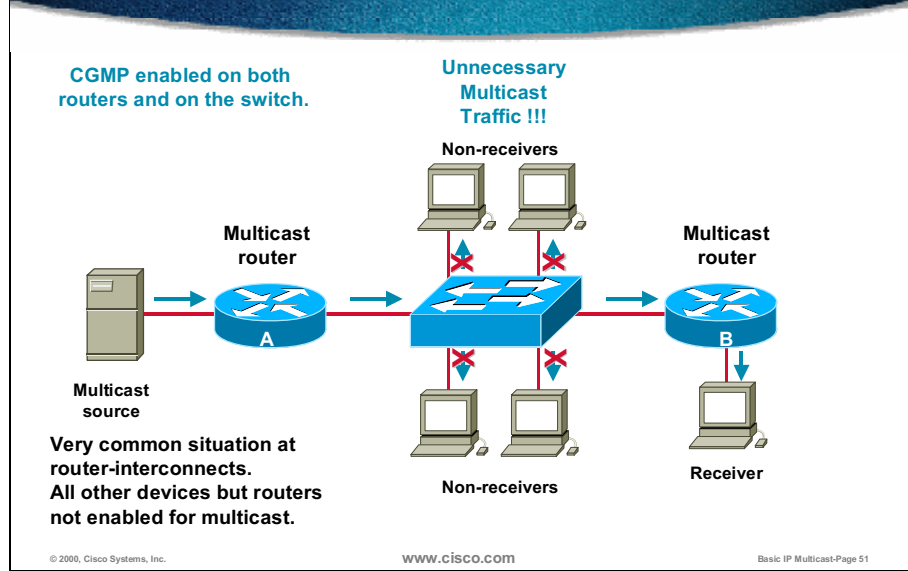 CGMP enabled on both
routers and on the switch.
Unnecessary
Multicast
Traffic !!!
Non-receivers
Multicast
router
Multicast
router
A
B
Multicast
source
Non-receivers
Receiver
Very common situation at
router-interconnects.
All other devices but routers
not enabled for multicast.
© 2000, Cisco Systems, Inc.
www.cisco.com
Basic IP Multicast-Page 51